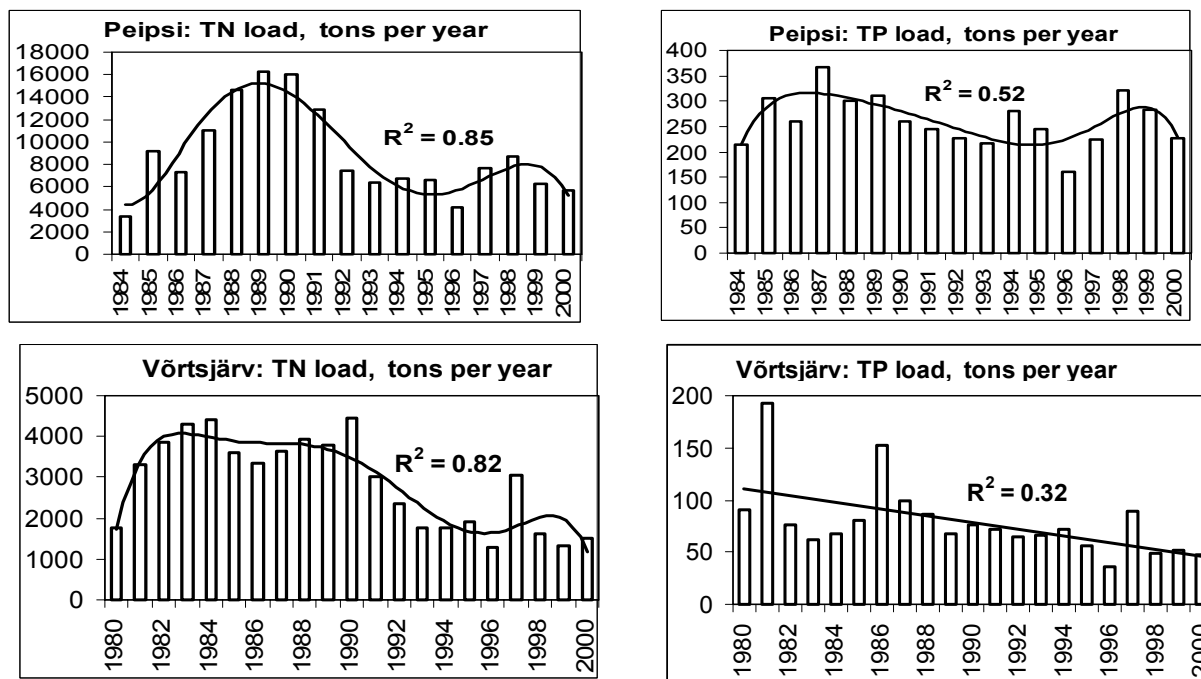 Peipsi: TN load, tons per year
18000
16000
14000
12000
10000
8000
6000
4000
2000
0
R² = 0.85
1984 1985 1986 1987 1988 1989 1990 1991 1992 1993 1994 1995 1996 1997 1998 1999 2000
Peipsi: TP load, tons per year
400
350
300
250
200
150
100
50
0
R² = 0.52
1984 1985 1986 1987 1988 1989 1990 1991 1992 1993 1994 1995 1996 1997 1998 1999 2000
Võrtsjärv: TN load, tons per year
5000
4000
3000
2000
1000
0
R² = 0.82
1980 1982 1984 1986 1988 1990 1992 1994 1996 1998 2000
Võrtsjärv: TP load, tons per year
200
150
100
50
0
R² = 0.32
1980 1982 1984 1986 1988 1990 1992 1994 1996 1998 2000